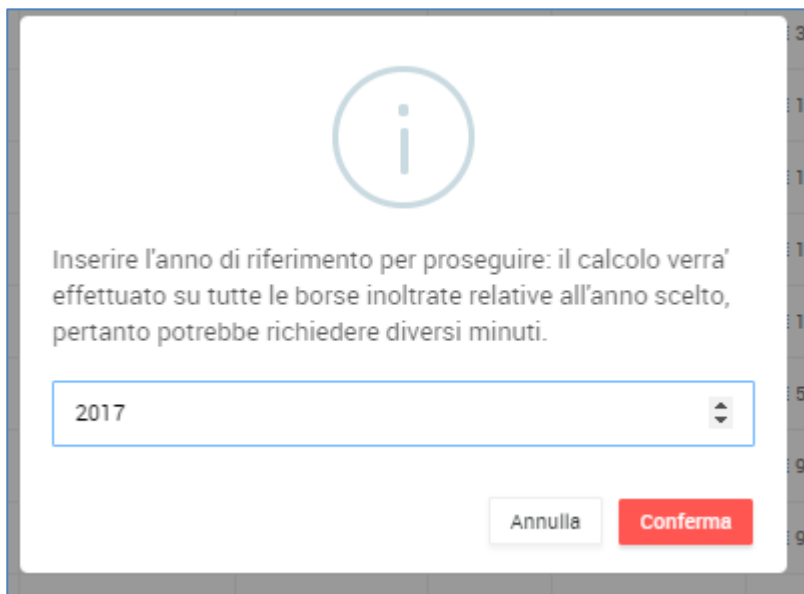 Inserire l'anno di riferimento per proseguire: il calcolo verra'
effettuato su tutte le borse inoltrate relative all'anno scelto,
pertanto potrebbe richiedere diversi minuti.
2017
Annulla
Conferma